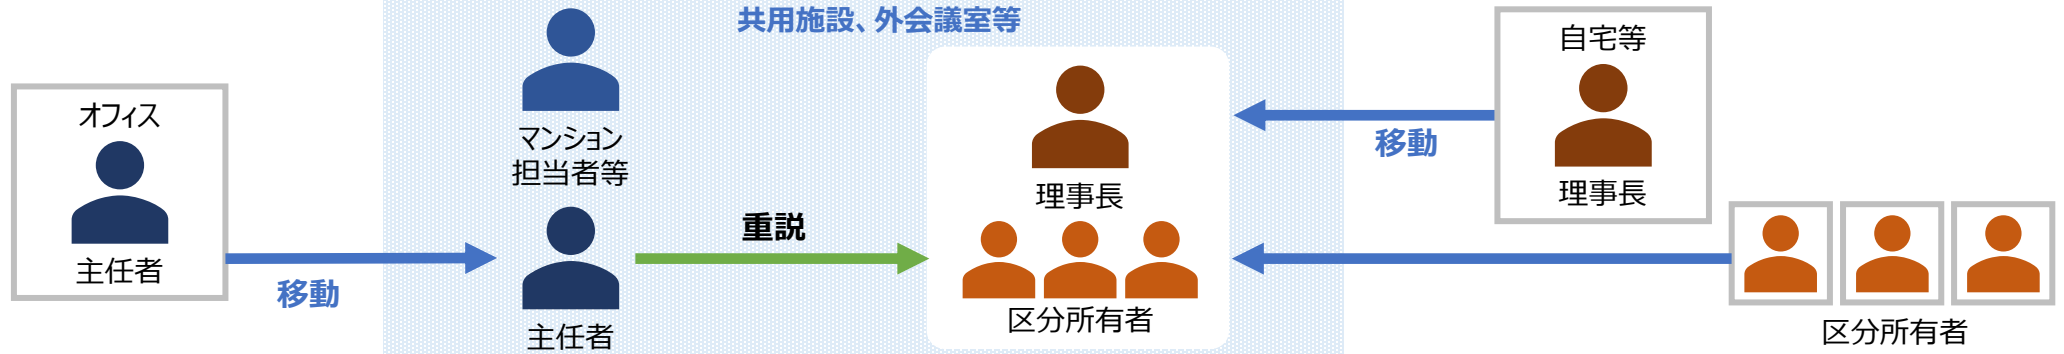 共用施設、外会議室等
オフィス
主任者
移動
マンション
担当者等
主任者
重説
理事長
区分所有者
移動
自宅等
理事長
区分所有者